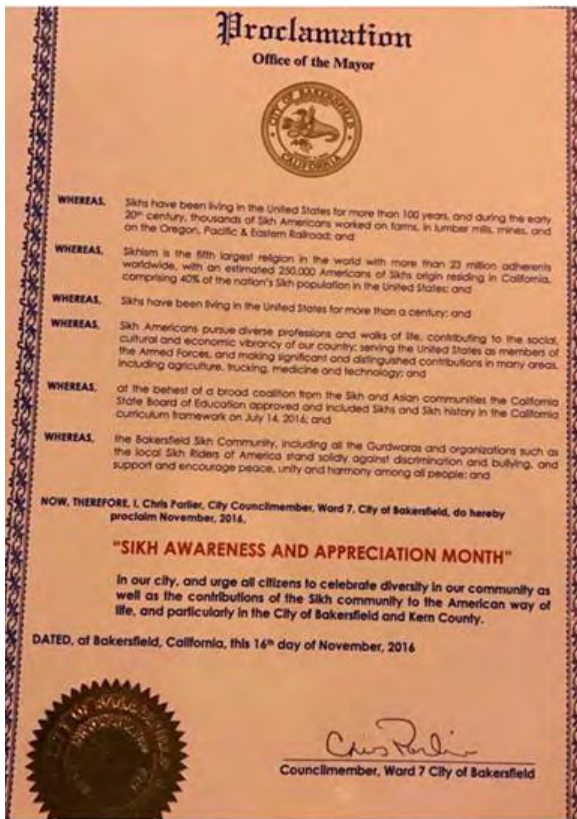 Proclamation
Office of the Mayor
CITY OF BAKERSFIELD
CALIFORNIA
WHEREAS, Sikhs have been living in the United States for more than 100 years, and during the early
20th century, thousands of Sikh Americans worked on farms, in lumber mills, mines, and
on the Oregon, Pacific & Eastern Railroad; and
WHEREAS, Sikhism is the fifth largest religion in the world with more than 23 million adherents
worldwide, with an estimated 250,000 Americans of Sikhs origin residing in California,
comprising 40% of the nation's Sikh population in the United States; and
WHEREAS, Sikhs have been living in the United States for more than a century; and
WHEREAS, Sikh Americans pursue diverse professions and walks of life, contributing to the social,
cultural and economic vibrancy of our country; serving the United States as members of
the Armed Forces, and making significant and distinguished contributions in many areas,
including agriculture, trucking, medicine and technology; and
WHEREAS, at the behest of a broad coalition from the Sikh and Asian communities the California
State Board of Education approved and included Sikhs and Sikh history in the California
curriculum framework on July 14, 2016; and
WHEREAS, the Bakersfield Sikh Community, including all the Gurdwaras and organizations such as
the local Sikh Riders of America stand solidly against discrimination and bullying, and
support and encourage peace, unity and harmony among all people; and
NOW, THEREFORE, I, Chris Parlier, City Councilmember, Ward 7, City of Bakersfield, do hereby
proclaim November, 2016,
"SIKH AWARENESS AND APPRECIATION MONTH"
In our city, and urge all citizens to celebrate diversity in our community as
well as the contributions of the Sikh community to the American way of
life, and particularly in the City of Bakersfield and Kern County.
DATED, at Bakersfield, California, this 16th day of November, 2016
Chris Parlier
Councilmember, Ward 7 City of Bakersfield